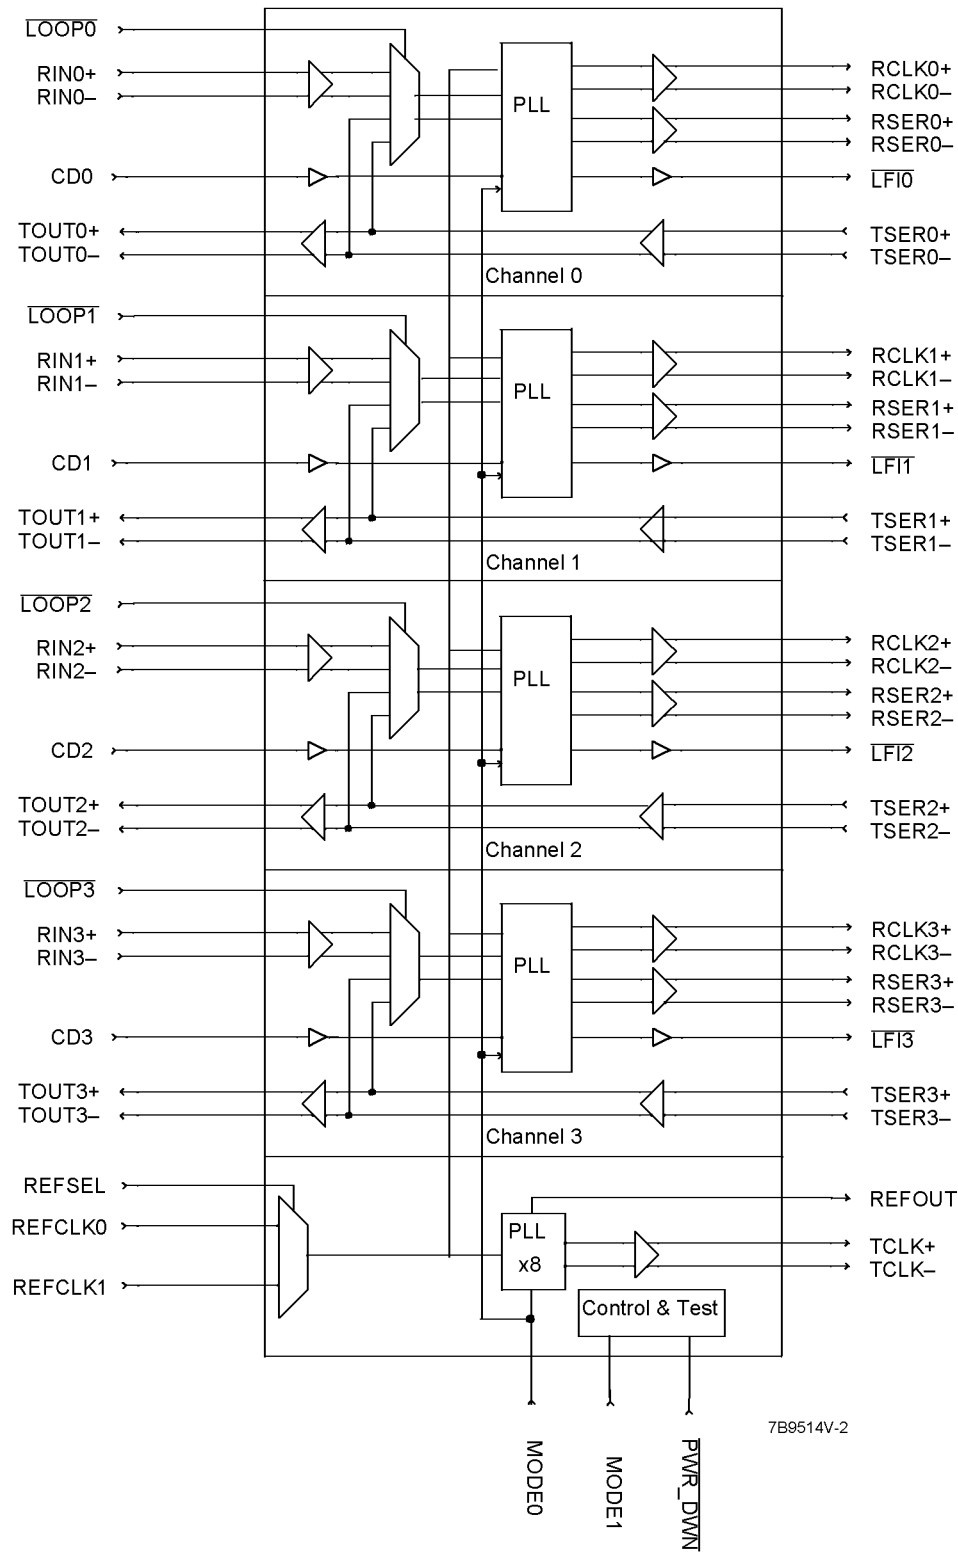 LOOP0
RIN0+
RIN0–
CD0
TOUT0+
TOUT0–
PLL
RCLK0+
RCLK0–
RSER0+
RSER0–
LFI0
TSER0+
TSER0–
Channel 0
LOOP1
RIN1+
RIN1–
CD1
TOUT1+
TOUT1–
PLL
RCLK1+
RCLK1–
RSER1+
RSER1–
LFI1
TSER1+
TSER1–
Channel 1
LOOP2
RIN2+
RIN2–
CD2
TOUT2+
TOUT2–
PLL
RCLK2+
RCLK2–
RSER2+
RSER2–
LFI2
TSER2+
TSER2–
Channel 2
LOOP3
RIN3+
RIN3–
CD3
TOUT3+
TOUT3–
PLL
RCLK3+
RCLK3–
RSER3+
RSER3–
LFI3
TSER3+
TSER3–
Channel 3
REFSEL
REFCLK0
REFCLK1
PLL
x8
REFOUT
TCLK+
TCLK–
Control & Test
7B9514V-2
MODE0
MODE1
PWR_DWN